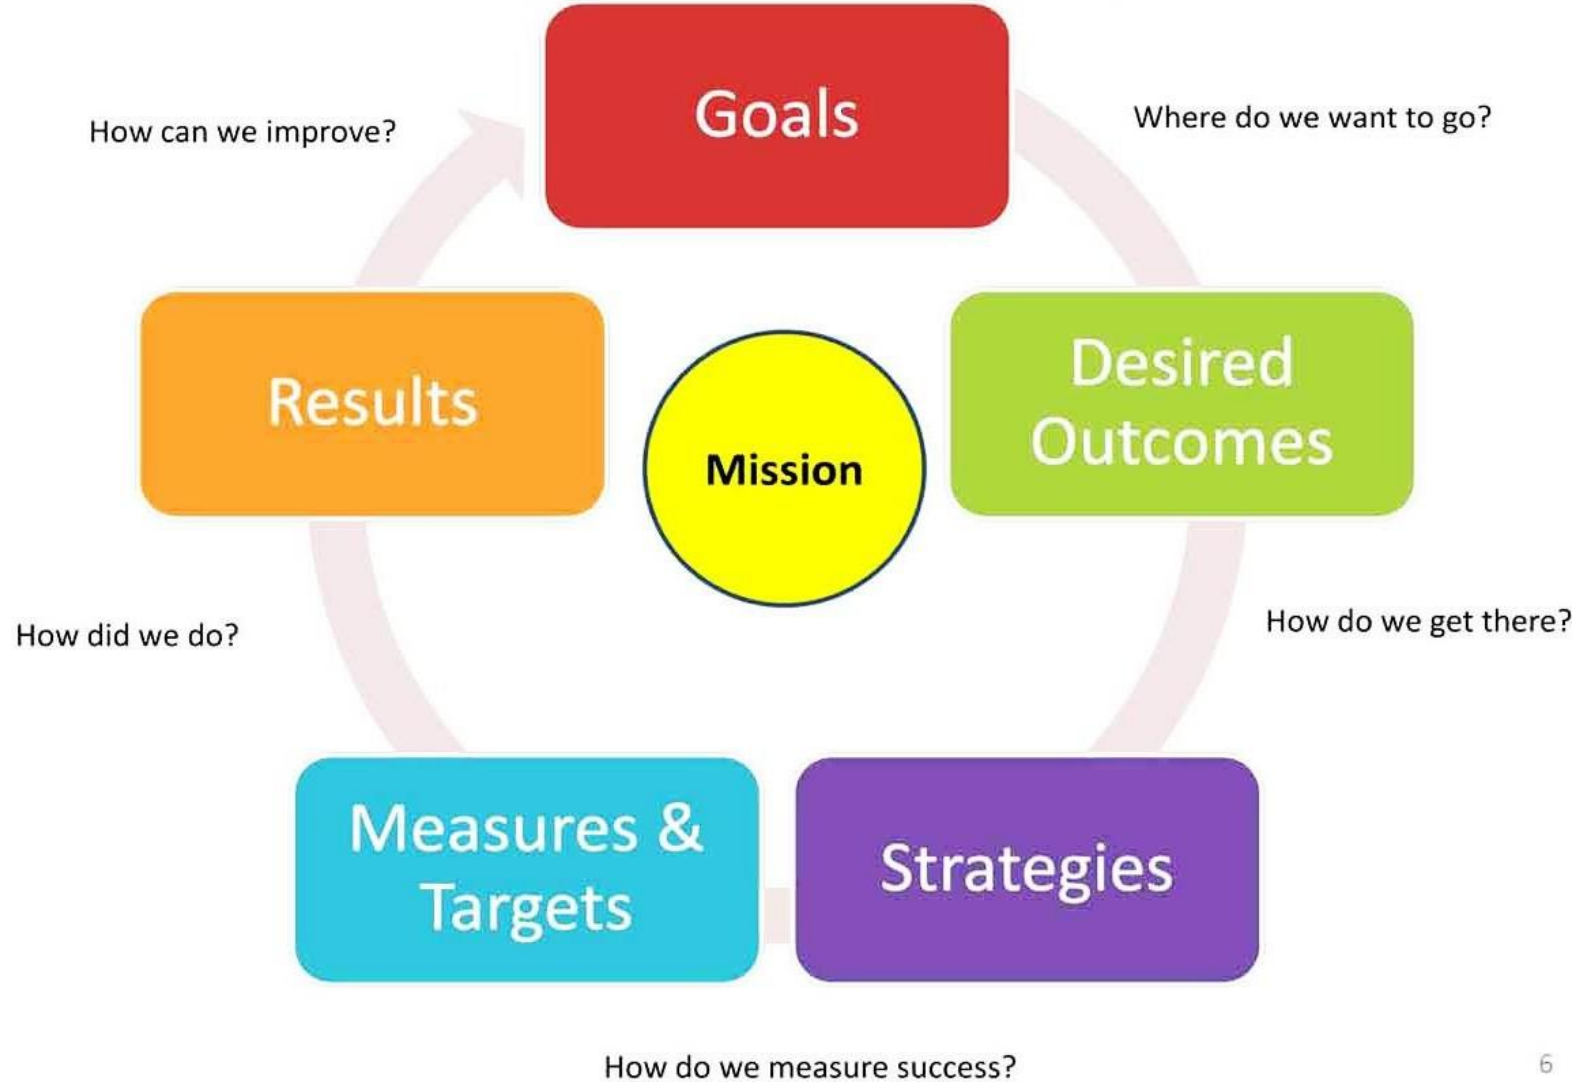 Goals
How can we improve?
Where do we want to go?
Results
Mission
Desired
Outcomes
How did we do?
How do we get there?
Measures &
Targets
Strategies
How do we measure success?
6